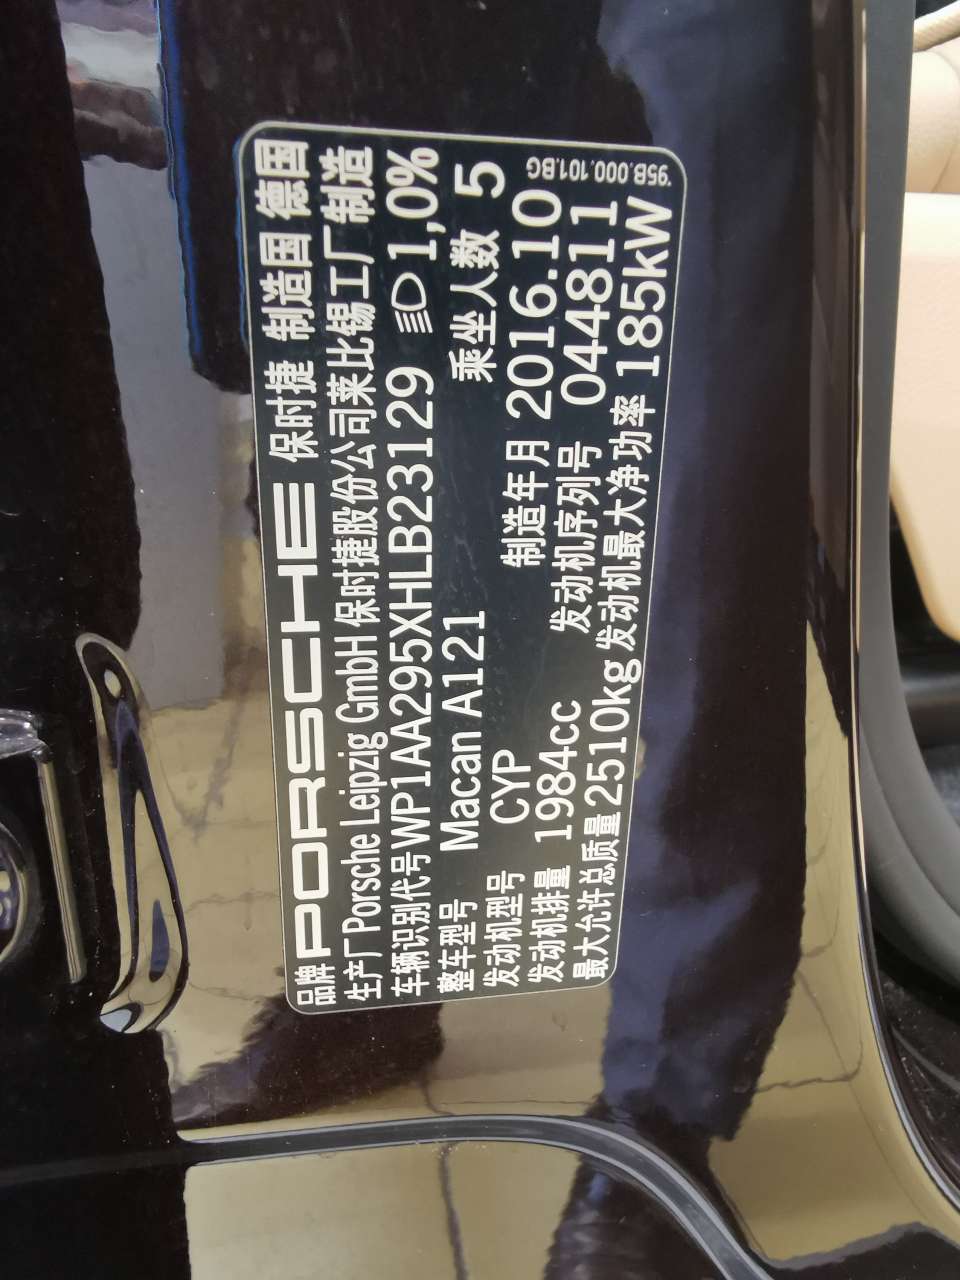 品牌 PORSCHE 保时捷 制造国 德国
生产厂 Porsche Leipzig GmbH 保时捷股份公司莱比锡工厂制造
车辆识别代号 WP1AA295XHLB23129 1,0%
整车型号 Macan A121 乘坐人数 5
发动机型号 CYP 制造年月 2016.10
发动机排量 1984cc 发动机序列号 044811
最大允许总质量 2510kg 发动机最大净功率 185kW
*95B.000.101.BG